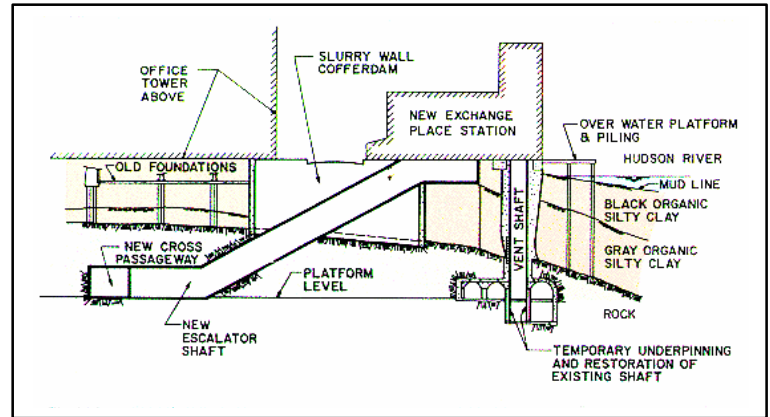 OFFICE
TOWER
ABOVE
SLURRY WALL
COFFERDAM
NEW EXCHANGE
PLACE STATION
OVER WATER PLATFORM
& PILING
HUDSON RIVER
OLD FOUNDATIONS
MUD LINE
BLACK ORGANIC
SILTY CLAY
VENT SHAFT
GRAY ORGANIC
SILTY CLAY
NEW CROSS
PASSAGEWAY
PLATFORM
LEVEL
ROCK
NEW
ESCALATOR
SHAFT
TEMPORARY UNDERPINNING
AND RESTORATION OF
EXISTING SHAFT